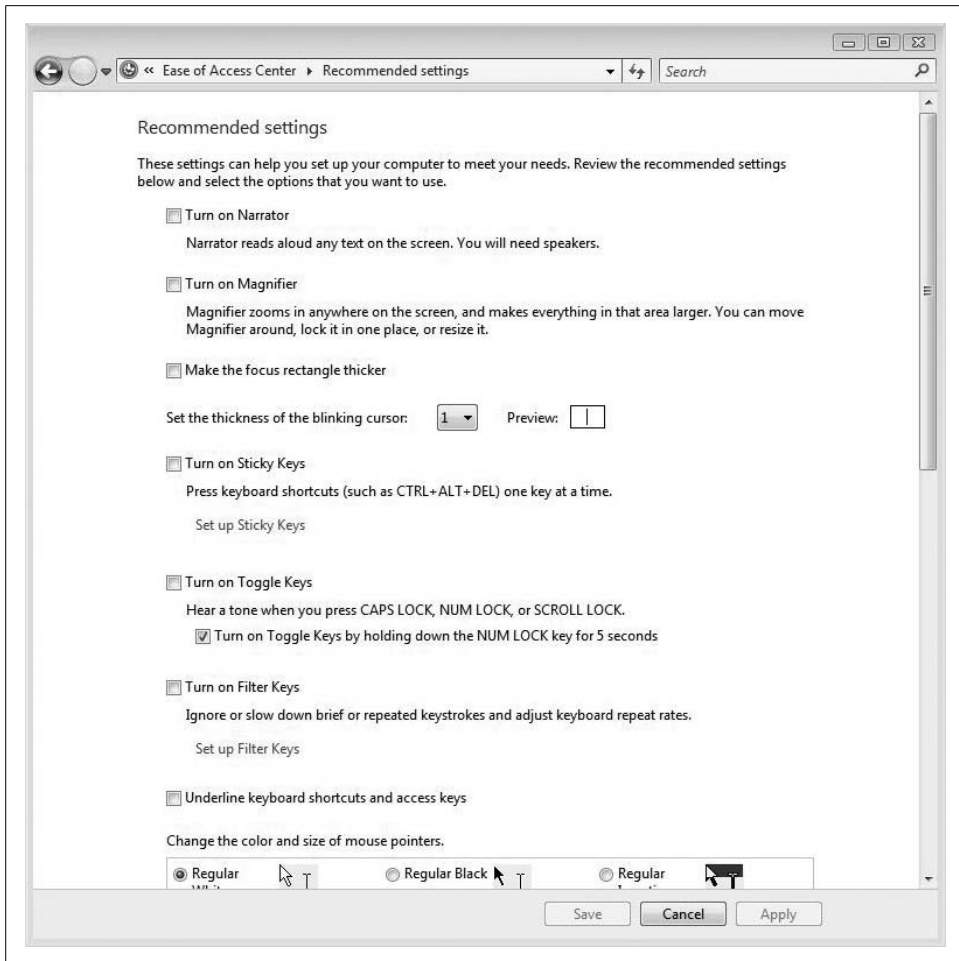 « Ease of Access Center ▸ Recommended settings
Search
Recommended settings
These settings can help you set up your computer to meet your needs. Review the recommended settings
below and select the options that you want to use.
Turn on Narrator
Narrator reads aloud any text on the screen. You will need speakers.
Turn on Magnifier
Magnifier zooms in anywhere on the screen, and makes everything in that area larger. You can move
Magnifier around, lock it in one place, or resize it.
Make the focus rectangle thicker
Set the thickness of the blinking cursor: 1 Preview:
Turn on Sticky Keys
Press keyboard shortcuts (such as CTRL+ALT+DEL) one key at a time.
Set up Sticky Keys
Turn on Toggle Keys
Hear a tone when you press CAPS LOCK, NUM LOCK, or SCROLL LOCK.
Turn on Toggle Keys by holding down the NUM LOCK key for 5 seconds
Turn on Filter Keys
Ignore or slow down brief or repeated keystrokes and adjust keyboard repeat rates.
Set up Filter Keys
Underline keyboard shortcuts and access keys
Change the color and size of mouse pointers.
Regular Regular Black Regular
Save Cancel Apply